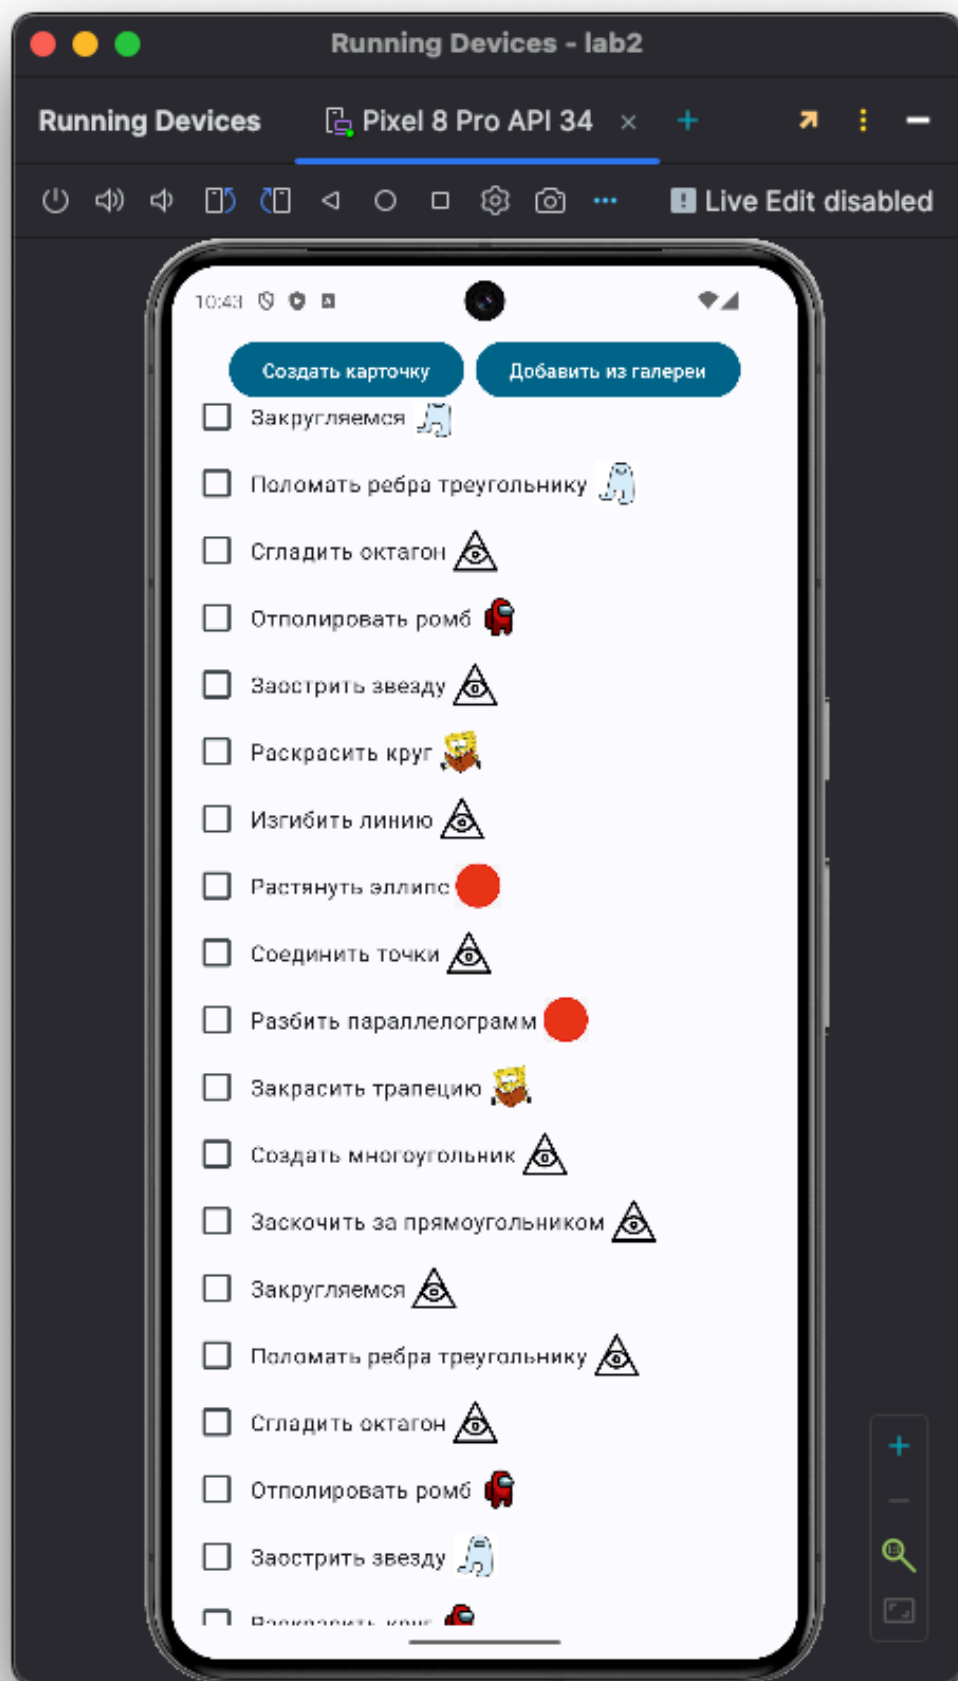 Running Devices - lab2
Running Devices Pixel 8 Pro API 34
Live Edit disabled
10:43
Создать карточку Добавить из галереи
Закругляемся
Поломать ребра треугольнику
Сгладить октагон
Отполировать ромб
Заострить звезду
Раскрасить круг
Изгибить линию
Растянуть эллипс
Соединить точки
Разбить параллелограмм
Закрасить трапецию
Создать многоугольник
Заскочить за прямоугольником
Закругляемся
Поломать ребра треугольнику
Сгладить октагон
Отполировать ромб
Заострить звезду
Раскрасить круг